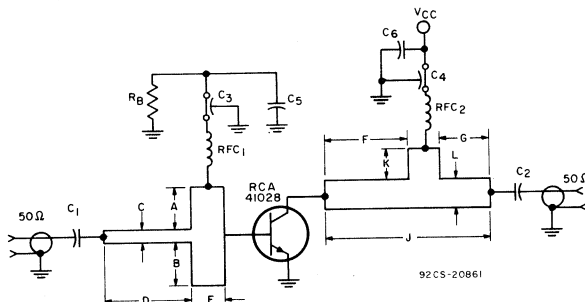 VCC
C6
C4
RB
C3
C5
RFC2
RFC1
F
G
K
L
RCA
41028
C2
50Ω
50Ω
C1
C
A
B
J
D
E
92CS-20861